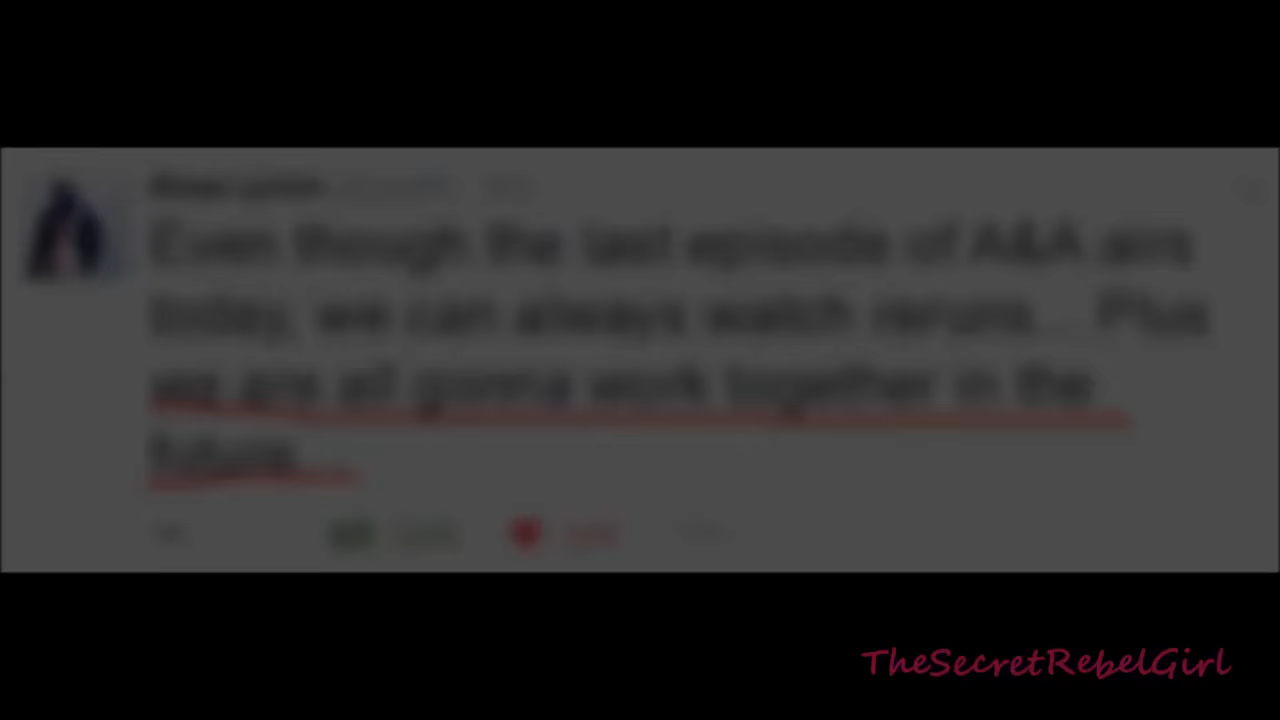 Even though the last episode of A&A airs
today, we can always watch reruns... Plus
we are all gonna work together in the
future
TheSecretRebelGirl